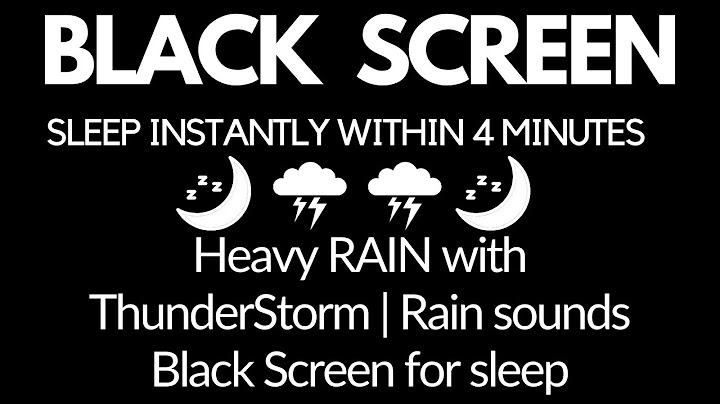 BLACK SCREEN
SLEEP INSTANTLY WITHIN 4 MINUTES
z z z z z z
Heavy RAIN with
ThunderStorm | Rain sounds
Black Screen for sleep